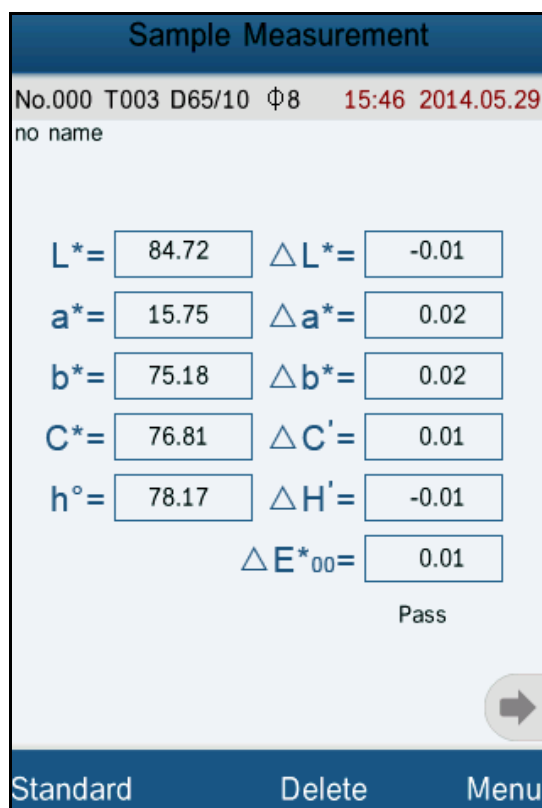 Sample Measurement
No.000 T003 D65/10 Φ8 15:46 2014.05.29
no name
L*= 84.72 △L*= -0.01
a*= 15.75 △a*= 0.02
b*= 75.18 △b*= 0.02
C*= 76.81 △C'= 0.01
h°= 78.17 △H'= -0.01
△E*00= 0.01
Pass
Standard Delete Menu